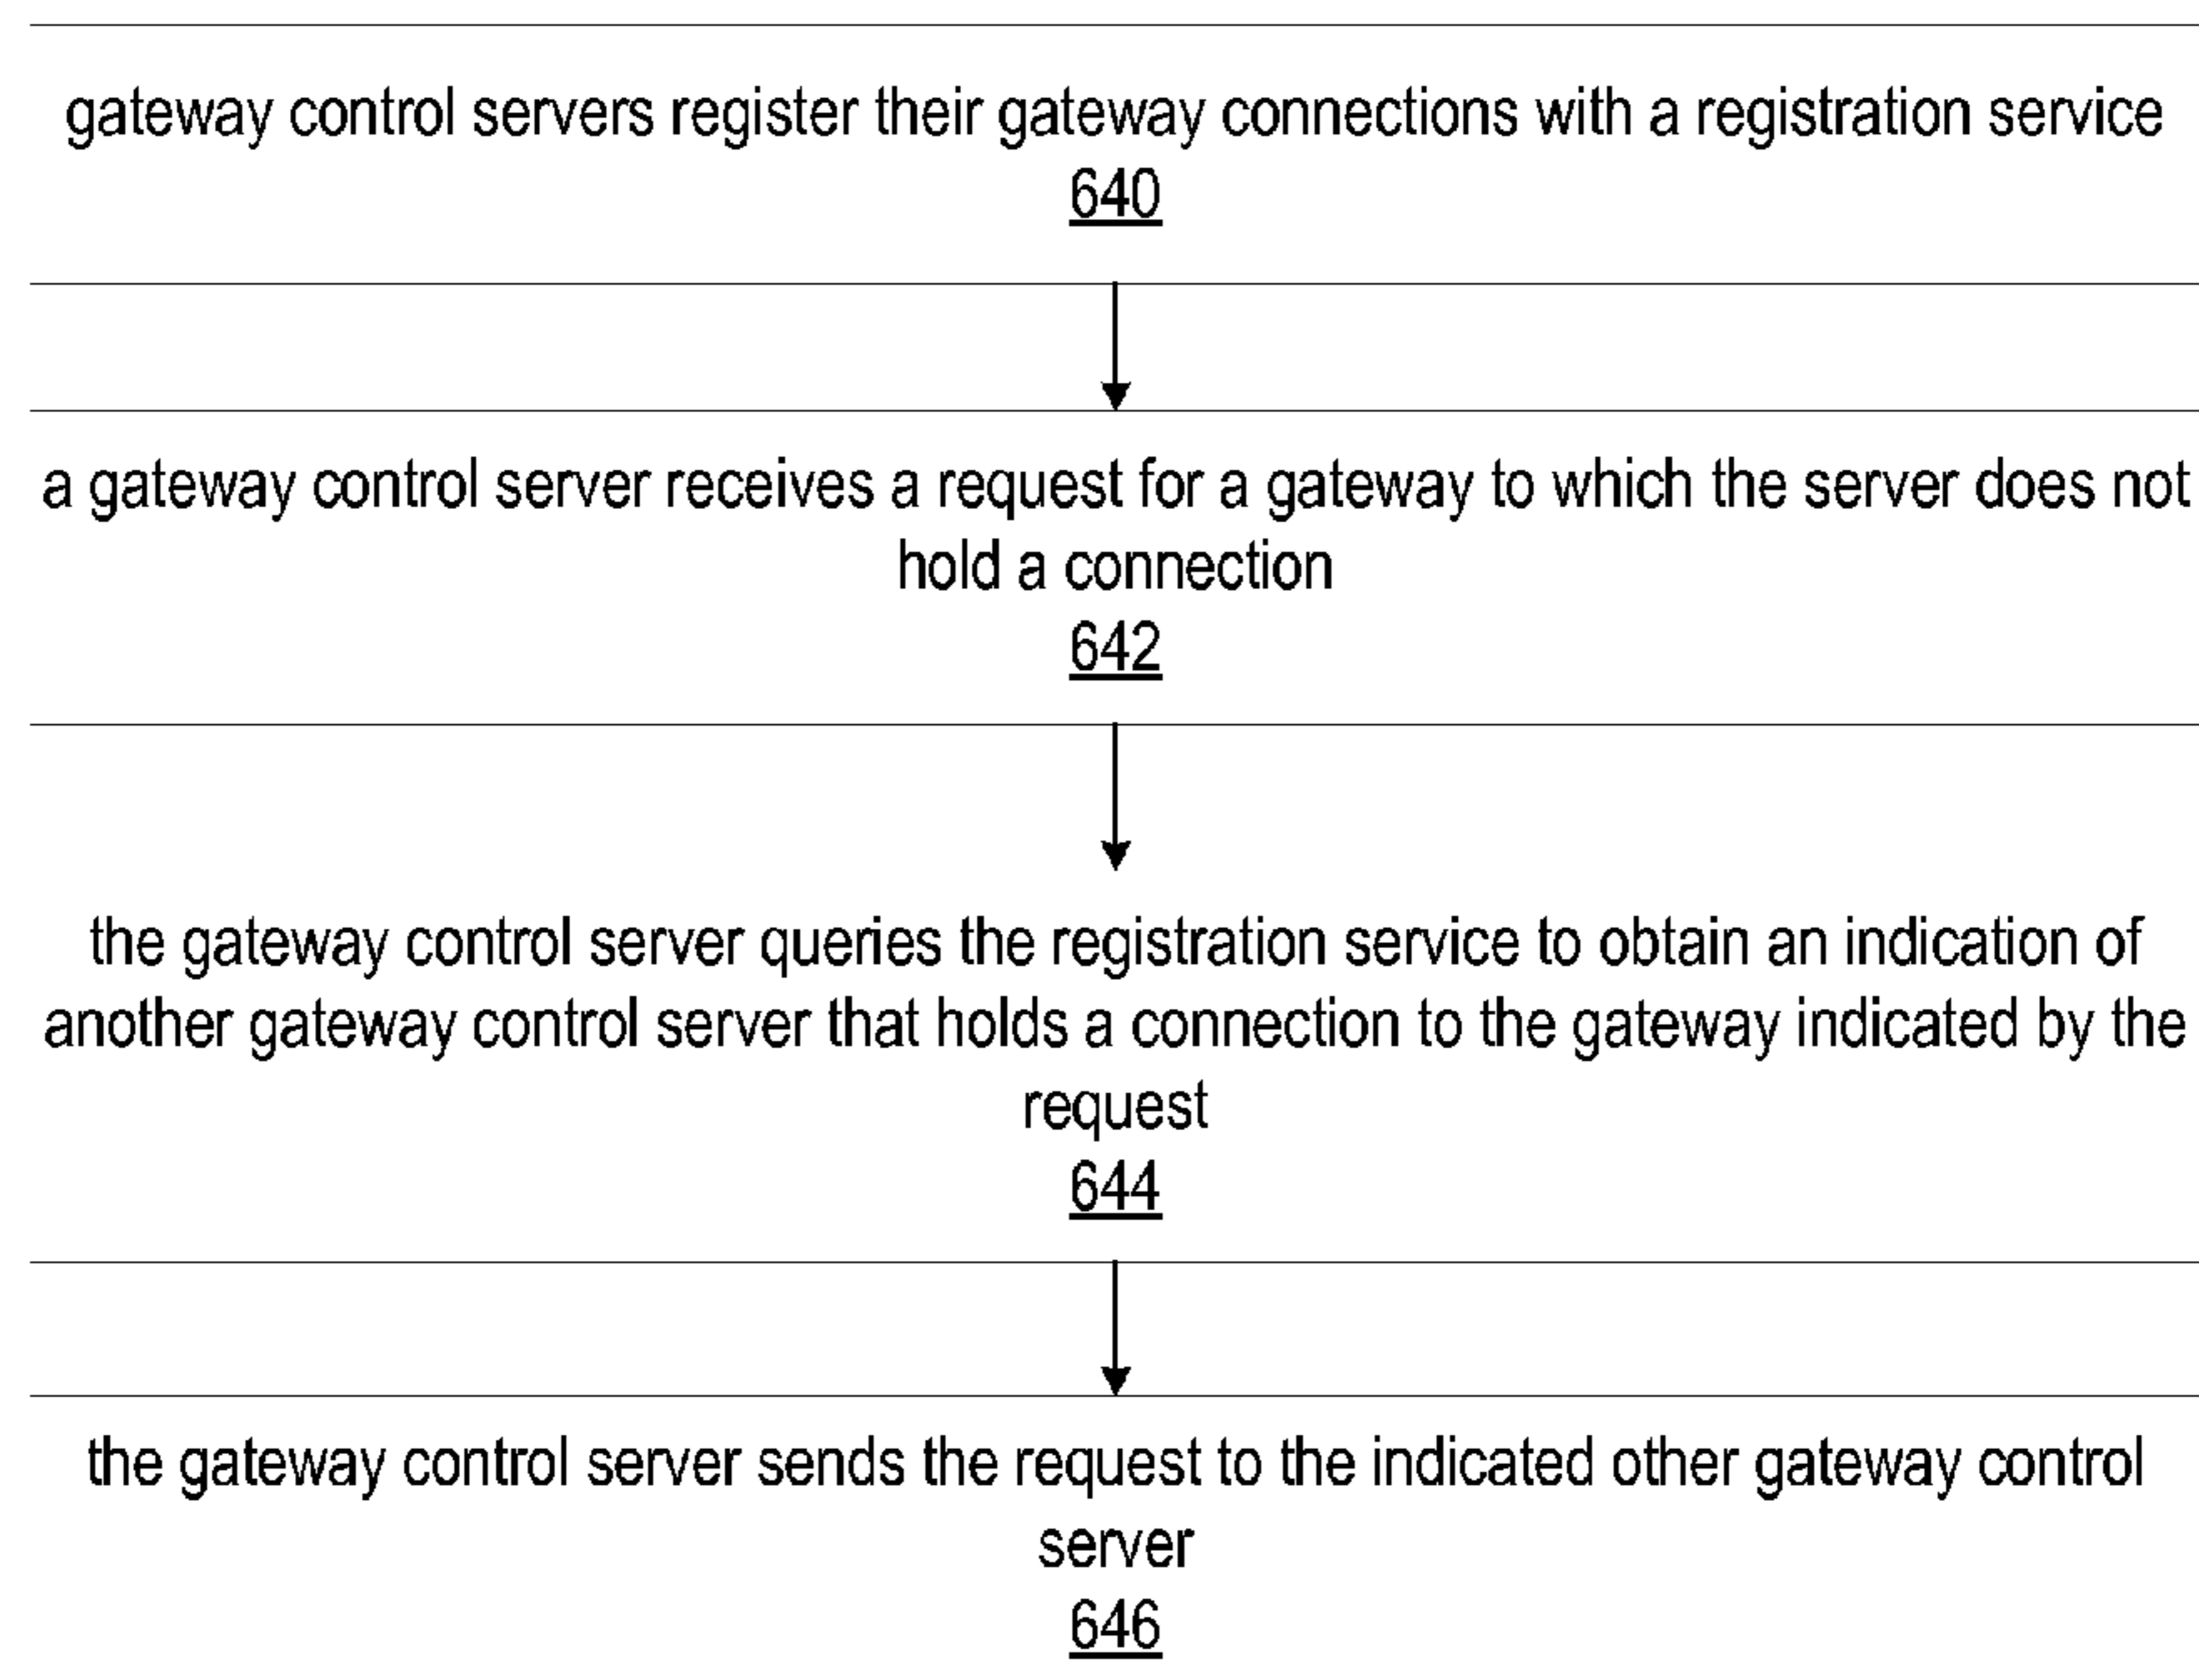 gateway control servers register their gateway connections with a registration service
640
a gateway control server receives a request for a gateway to which the server does not
hold a connection
642
the gateway control server queries the registration service to obtain an indication of
another gateway control server that holds a connection to the gateway indicated by the
request
644
the gateway control server sends the request to the indicated other gateway control
server
646